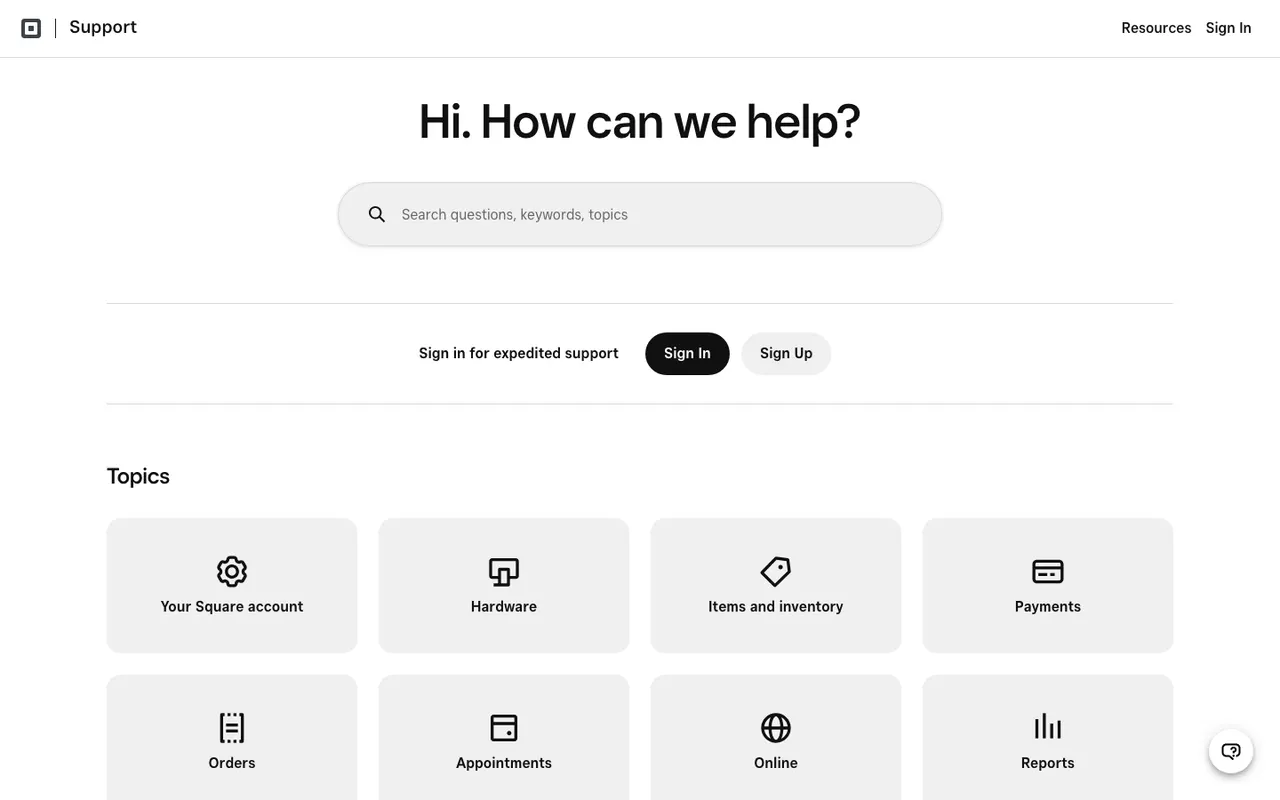 Support
Resources
Sign In
Hi. How can we help?
Search questions, keywords, topics
Sign in for expedited support
Sign In
Sign Up
Topics
Your Square account
Hardware
Items and inventory
Payments
Orders
Appointments
Online
Reports